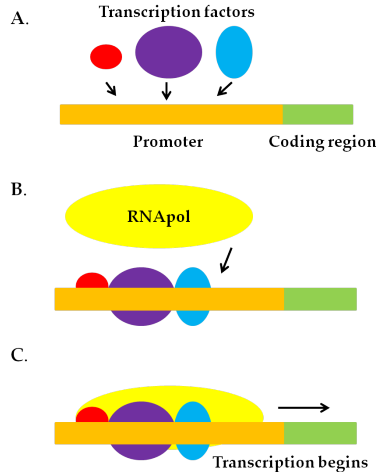 A.
Transcription factors
Promoter
Coding region
B.
RNApol
C.
Transcription begins